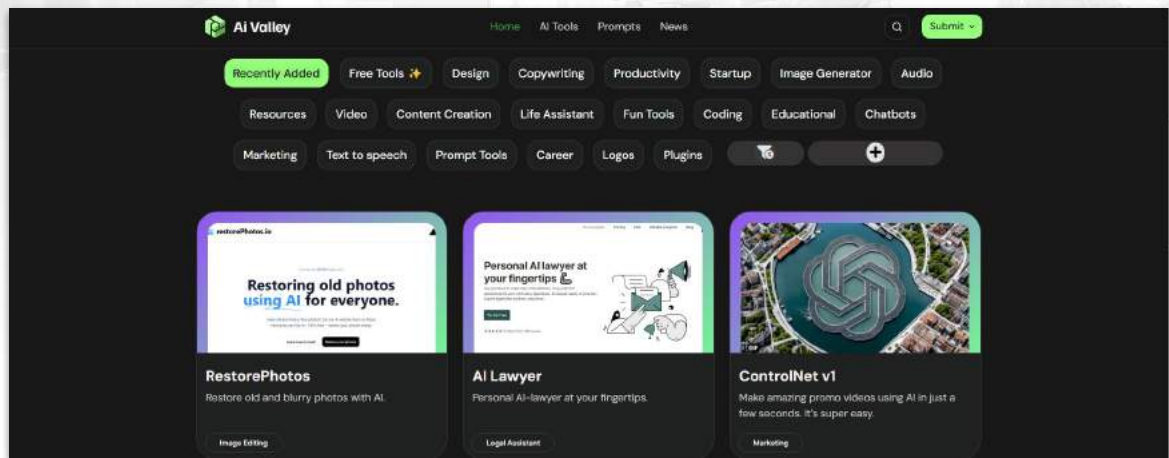 Ai Valley
Home AI Tools Prompts News
Submit
Recently Added Free Tools ✨ Design Copywriting Productivity Startup Image Generator Audio
Resources Video Content Creation Life Assistant Fun Tools Coding Educational Chatbots
Marketing Text to speech Prompt Tools Career Logos Plugins
restorePhotos.io
Restoring old photos
using AI for everyone.
Personal AI lawyer at
your fingertips
GIF
RestorePhotos
Restore old and blurry photos with AI.
Image Editing
AI Lawyer
Personal AI-lawyer at your fingertips.
Legal Assistant
ControlNet v1
Make amazing promo videos using AI in just a
few seconds. It's super easy.
Marketing